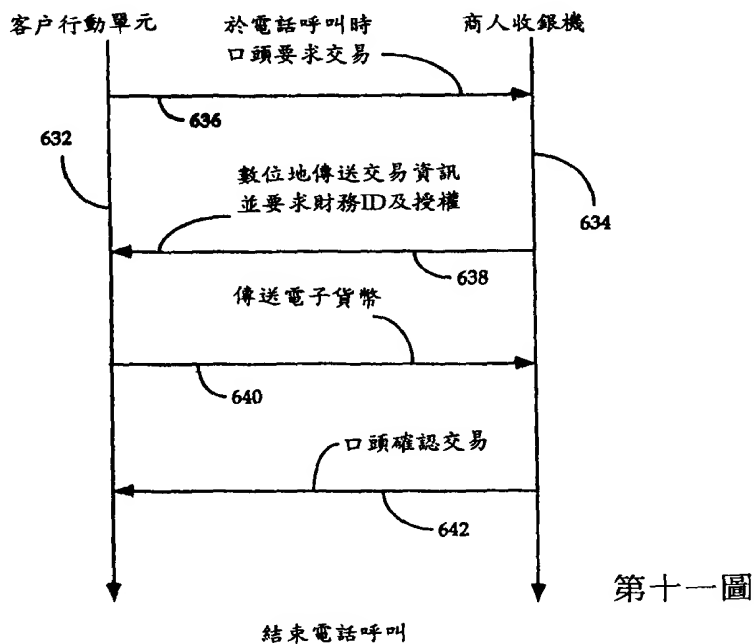 客户行動單元
於電話呼叫時
口頭要求交易
商人收銀機
636
632
數位地傳送交易資訊
並要求財務ID及授權
634
638
傳送電子貨幣
640
口頭確認交易
642
第十一圖
結束電話呼叫